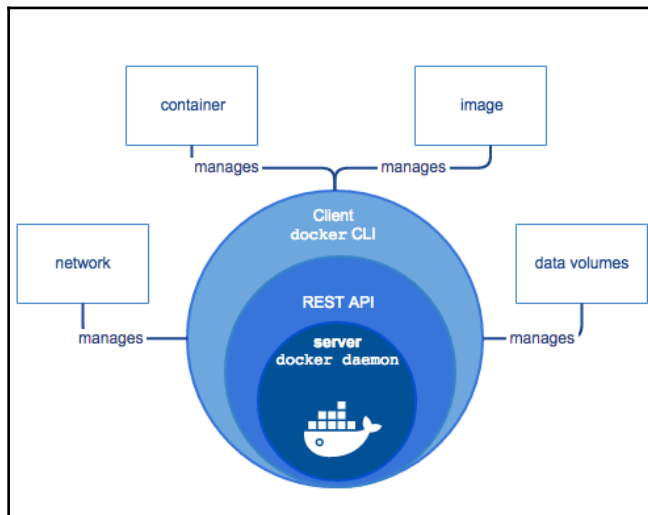 container
image
manages
manages
Client
docker CLI
network
data volumes
REST API
manages
manages
server
docker daemon